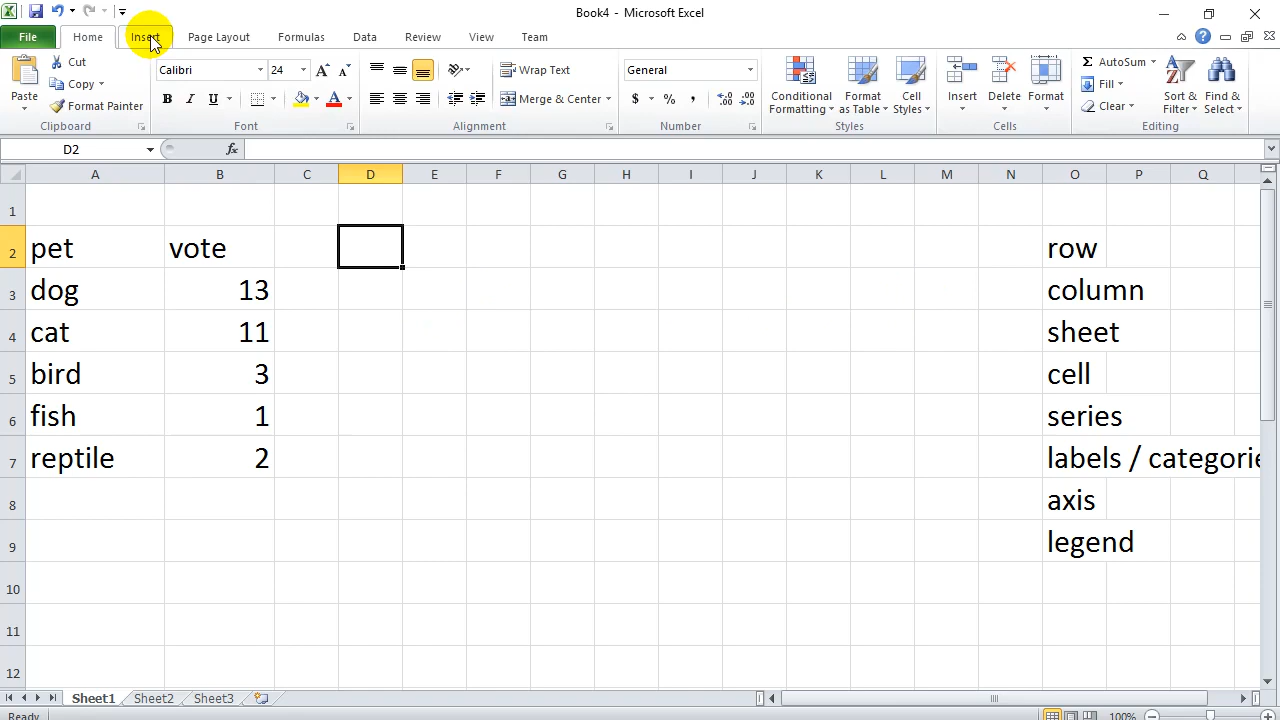 Book4 - Microsoft Excel
File Home Insert Page Layout Formulas Data Review View Team
Paste Cut
Copy
Format Painter
Clipboard
Calibri 24
B I U
Font
Wrap Text
Merge & Center
Alignment
General
$ % ,
Number
Conditional Formatting
Format as Table
Cell Styles
Styles
Insert Delete Format
Cells
AutoSum
Fill
Clear
Sort & Filter
Find & Select
Editing
D2 fx
A B C D E F G H I J K L M N O P Q
1
2 pet vote row
3 dog 13 column
4 cat 11 sheet
5 bird 3 cell
6 fish 1 series
7 reptile 2 labels / categorie
8 axis
9 legend
10
11
12
Sheet1 Sheet2 Sheet3
Ready 100%